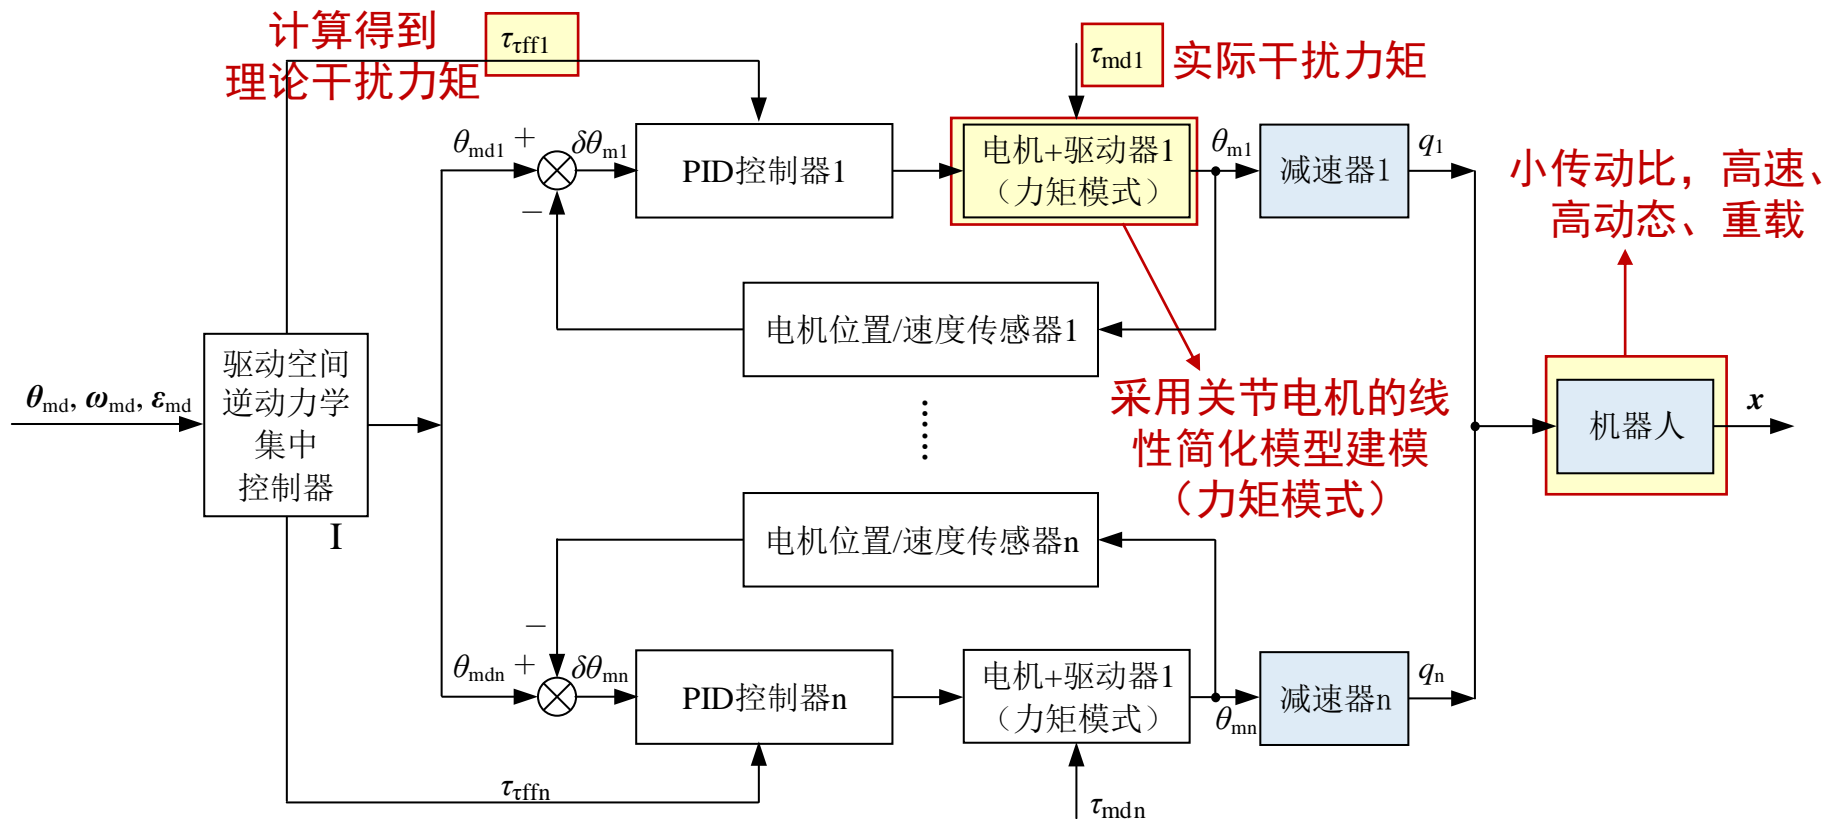 计算得到
理论干扰力矩
ττff1
τmd1
实际干扰力矩
θmd1
+
δθm1
−
PID控制器1
电机+驱动器1
（力矩模式）
θm1
减速器1
q1
小传动比，高速、
高动态、重载
电机位置/速度传感器1
θmd, ωmd, εmd
驱动空间
逆动力学
集中
控制器
I
采用关节电机的线
性简化模型建模
（力矩模式）
机器人
x
电机位置/速度传感器n
−
θmdn
+
δθmn
PID控制器n
电机+驱动器1
（力矩模式）
θmn
减速器n
qn
ττffn
τmdn